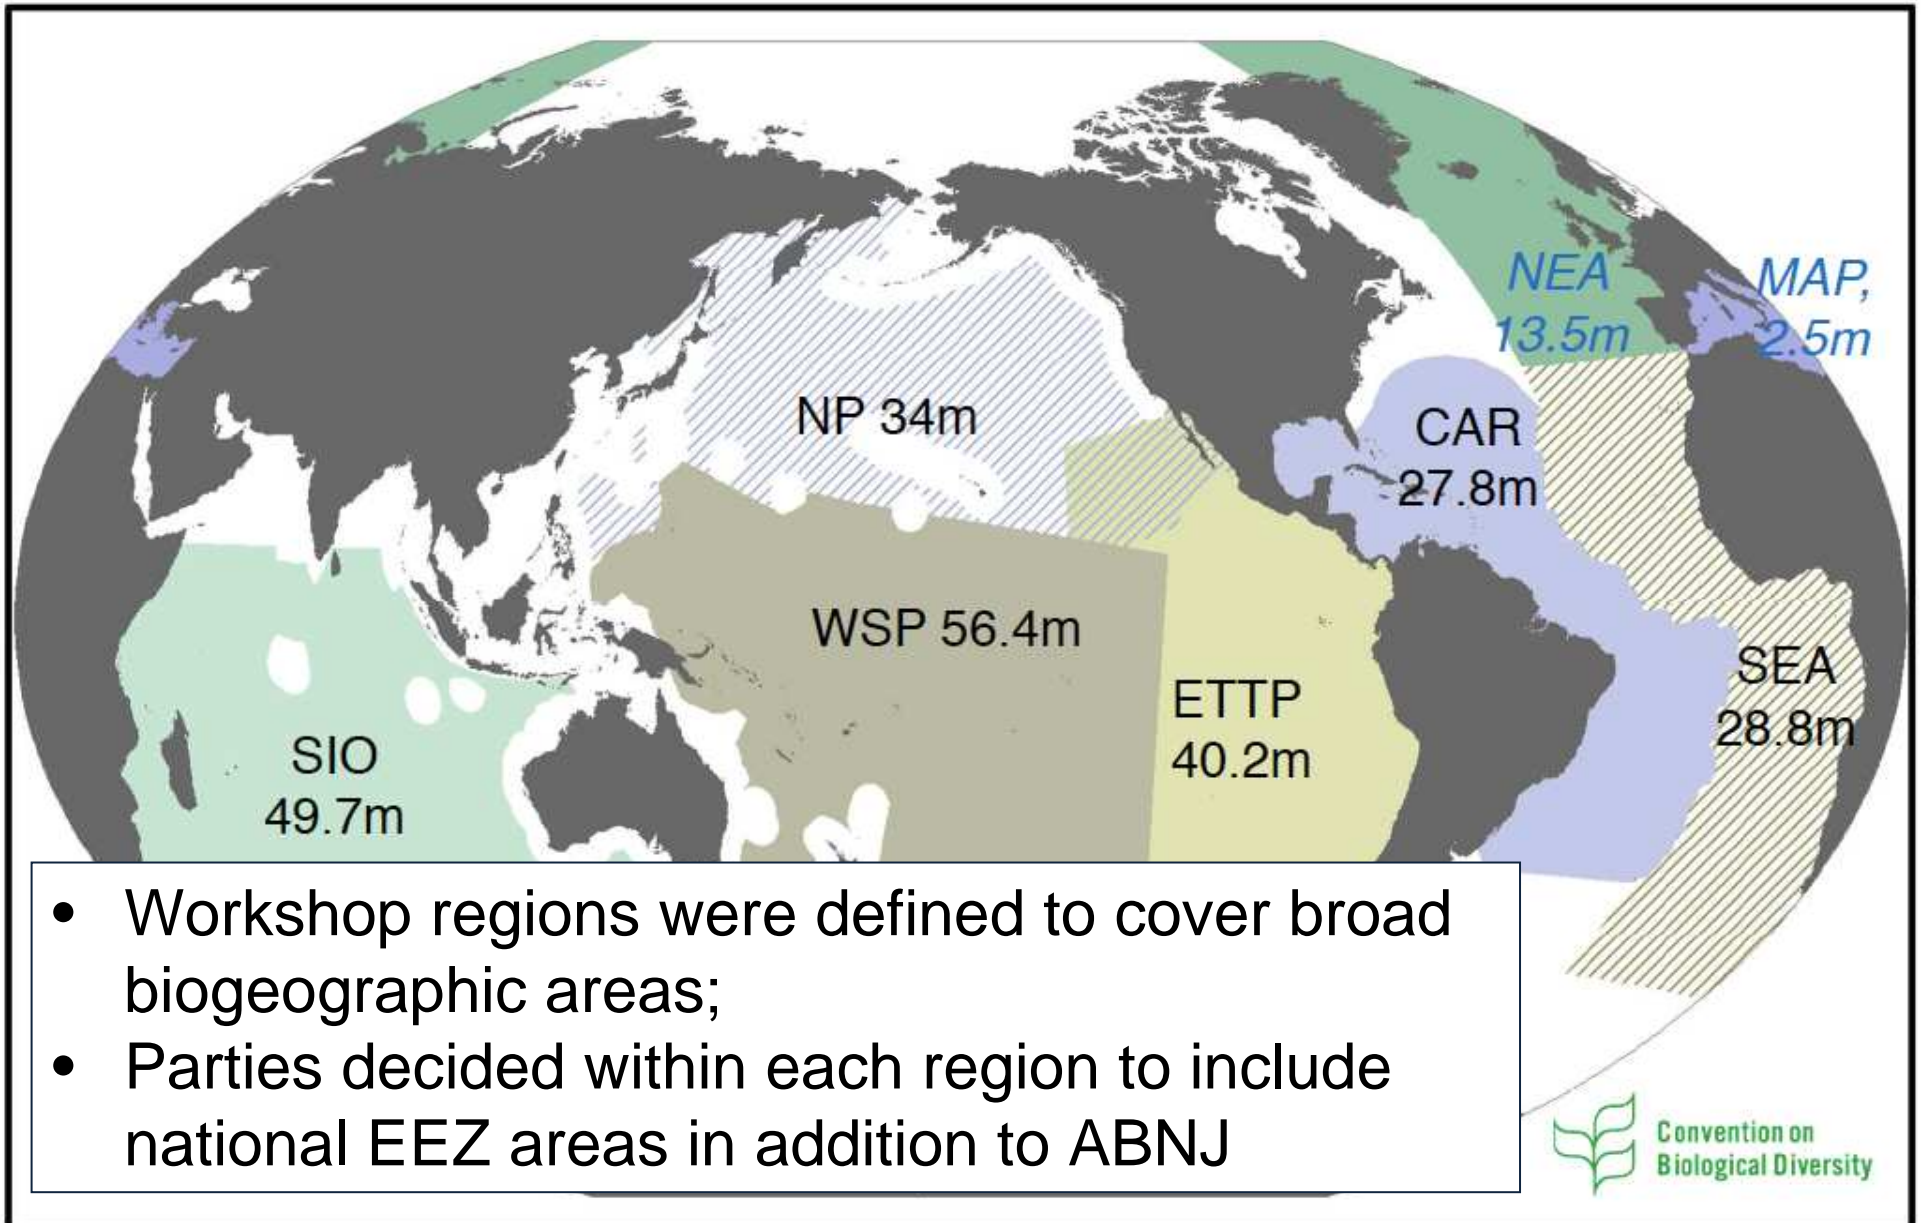 NEA
13.5m
MAP,
2.5m
NP 34m
CAR
27.8m
WSP 56.4m
SEA
28.8m
ETTP
40.2m
SIO
49.7m
• Workshop regions were defined to cover broad
biogeographic areas;
• Parties decided within each region to include
national EEZ areas in addition to ABNJ
Convention on
Biological Diversity